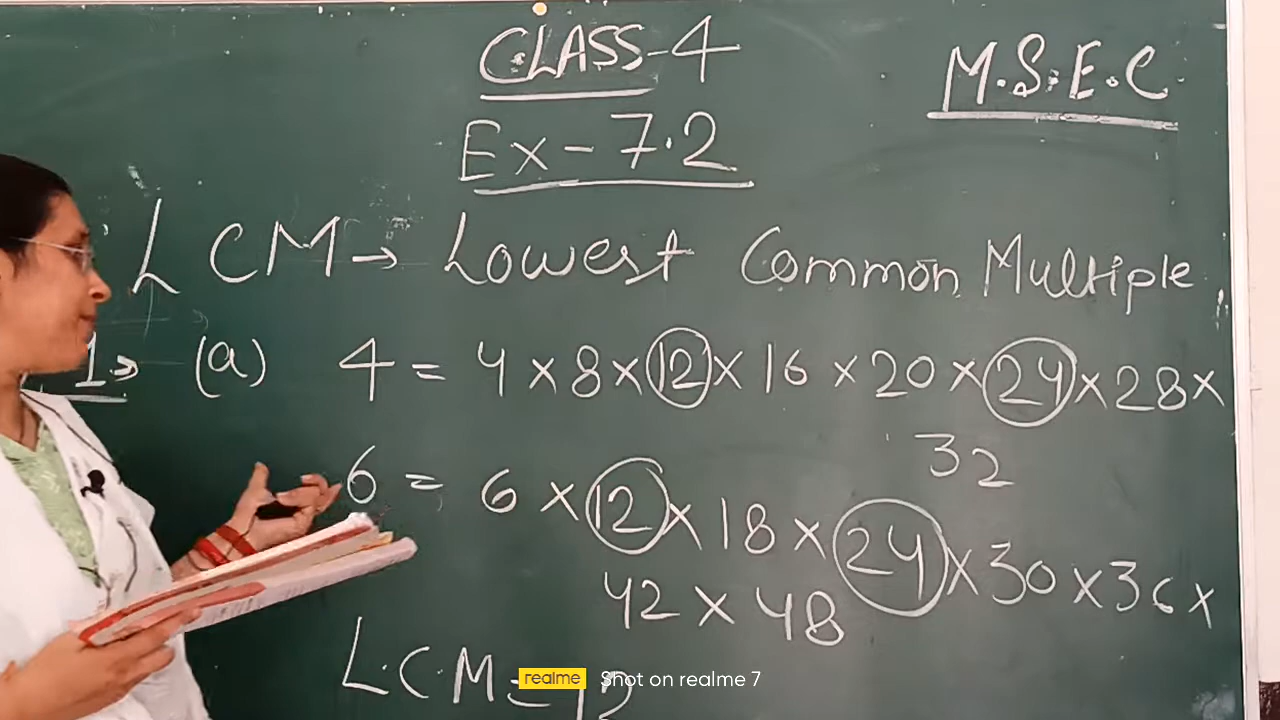 CLASS-4
M.S.E.C.
Ex-7.2
LCM→ Lowest Common Multiple
1→ (a) 4 = 4×8×12×16×20×24×28×
32
6 = 6×12×18×24×30×36×
42×48
L.C.M=12
realme Shot on realme 7